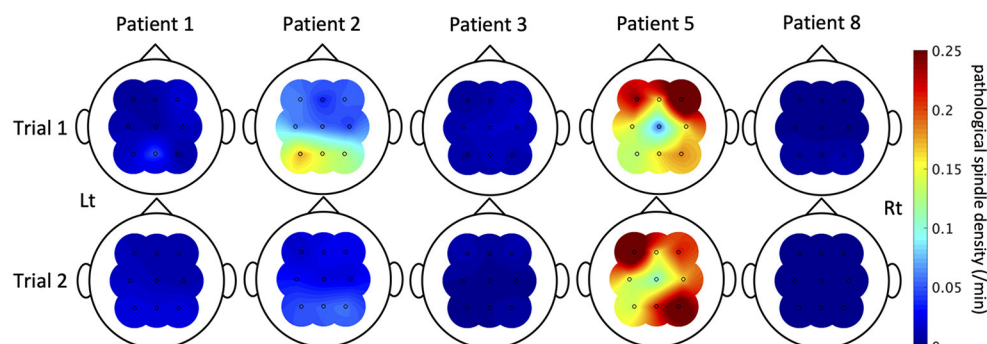 Patient 1 Patient 2 Patient 3 Patient 5 Patient 8
Trial 1
Lt
Rt
Trial 2
0.25
0.2
0.15
0.1
0.05
0
pathological spindle density (/min)